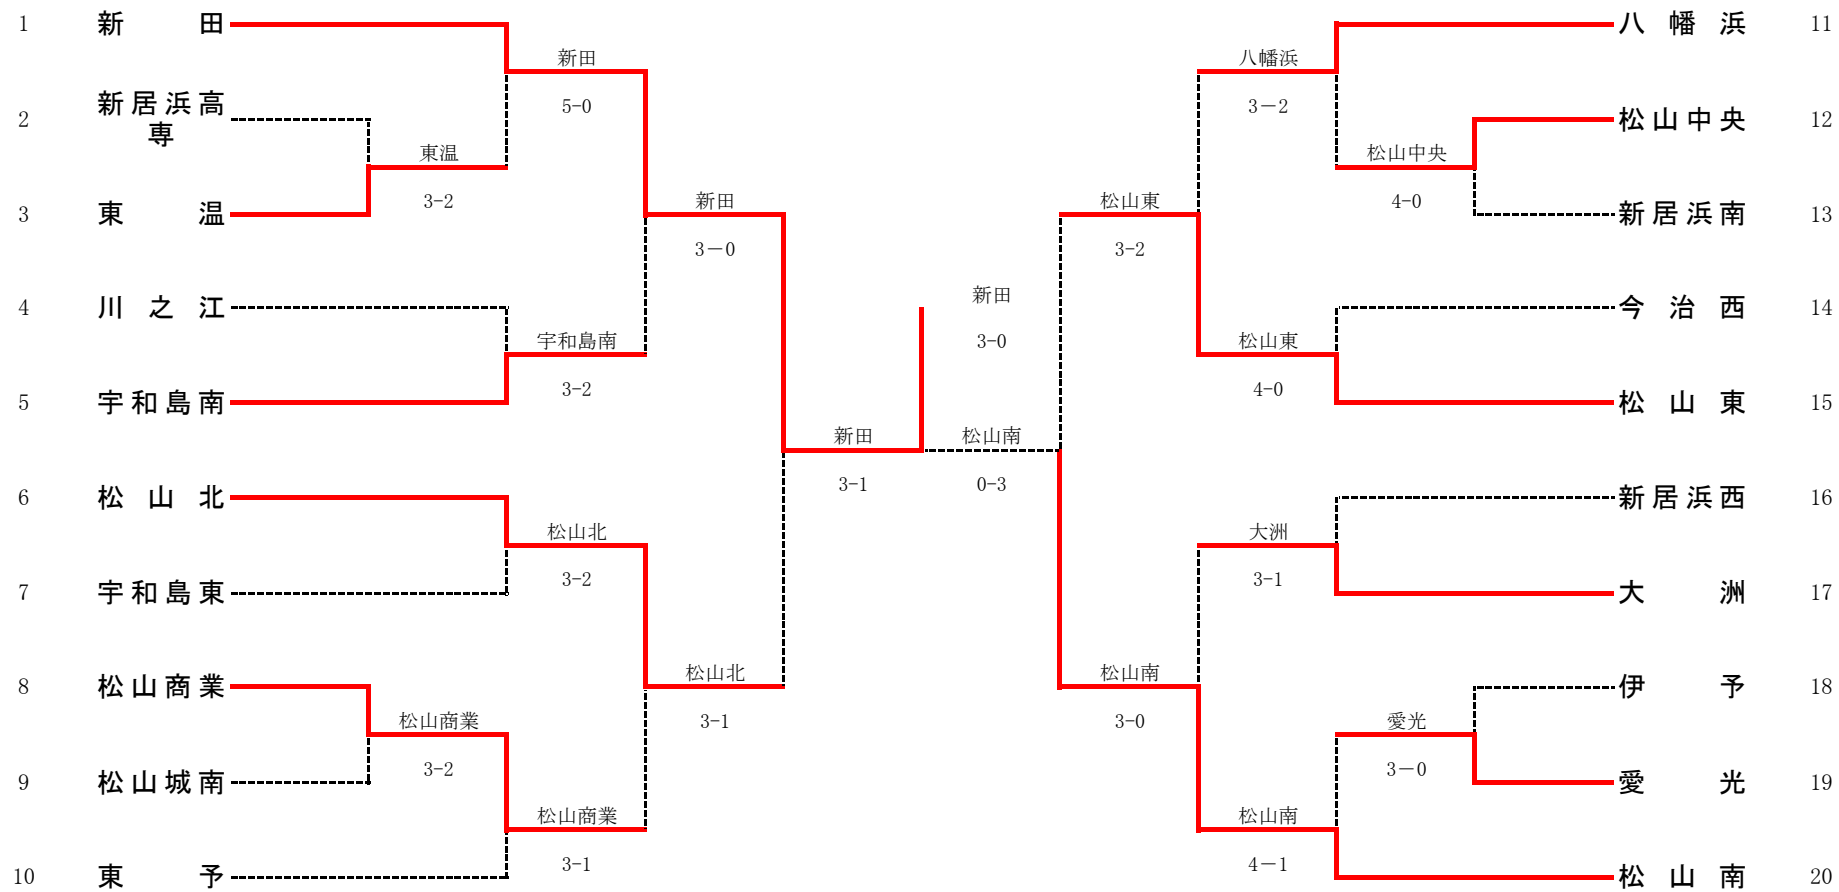 1 新田
2 新居浜高専
3 東温
4 川之江
5 宇和島南
6 松山北
7 宇和島東
8 松山商業
9 松山城南
10 東予
東温
3-2
松山商業
3-2
新田
5-0
宇和島南
3-2
松山北
3-2
松山商業
3-1
新田
3－0
松山北
3-1
新田
3-1
新田
3-0
松山南
0-3
松山東
3-2
松山南
3-0
八幡浜
3－2
松山東
4-0
大洲
3-1
松山南
4－1
松山中央
4-0
愛光
3－0
八幡浜 11
松山中央 12
新居浜南 13
今治西 14
松山東 15
新居浜西 16
大洲 17
伊予 18
愛光 19
松山南 20